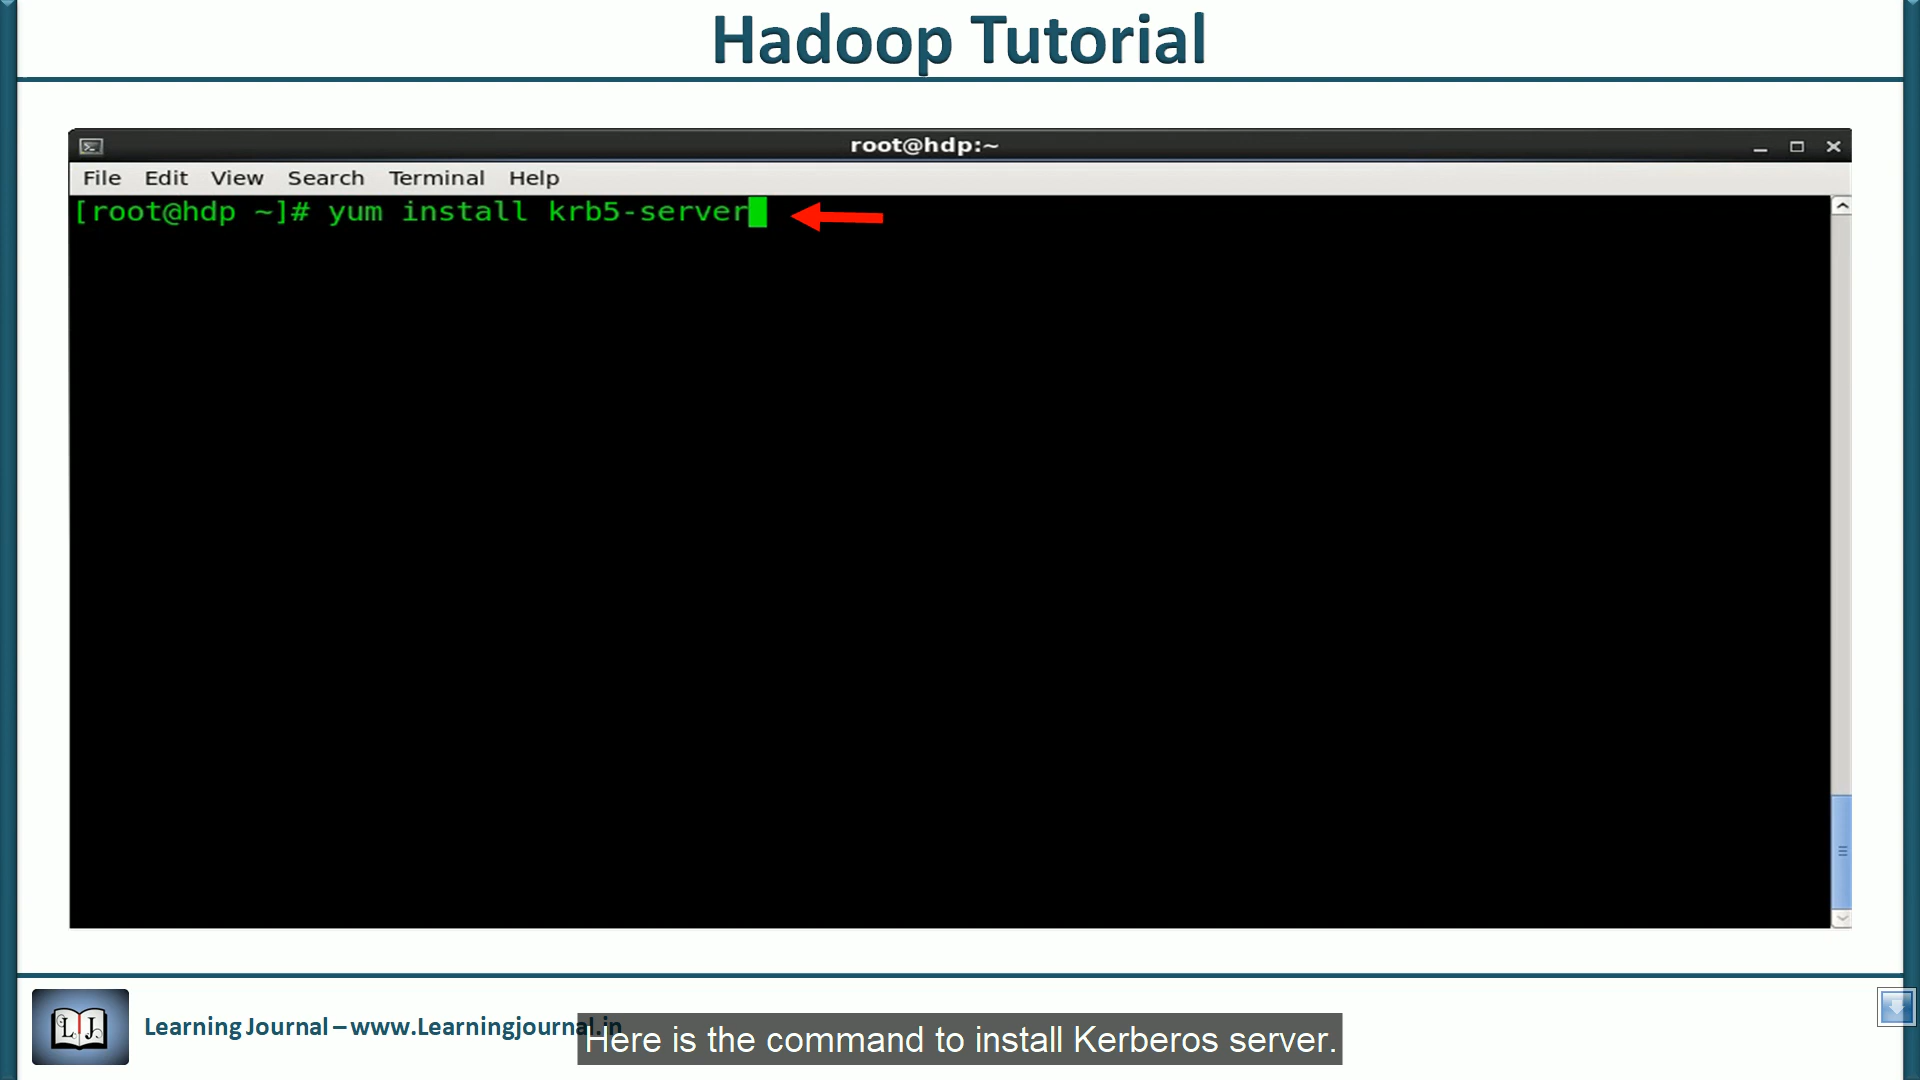 Hadoop Tutorial
root@hdp:~
File Edit View Search Terminal Help
[root@hdp ~]# yum install krb5-server
LJ
Learning Journal – www.Learningjournal.in
Here is the command to install Kerberos server.